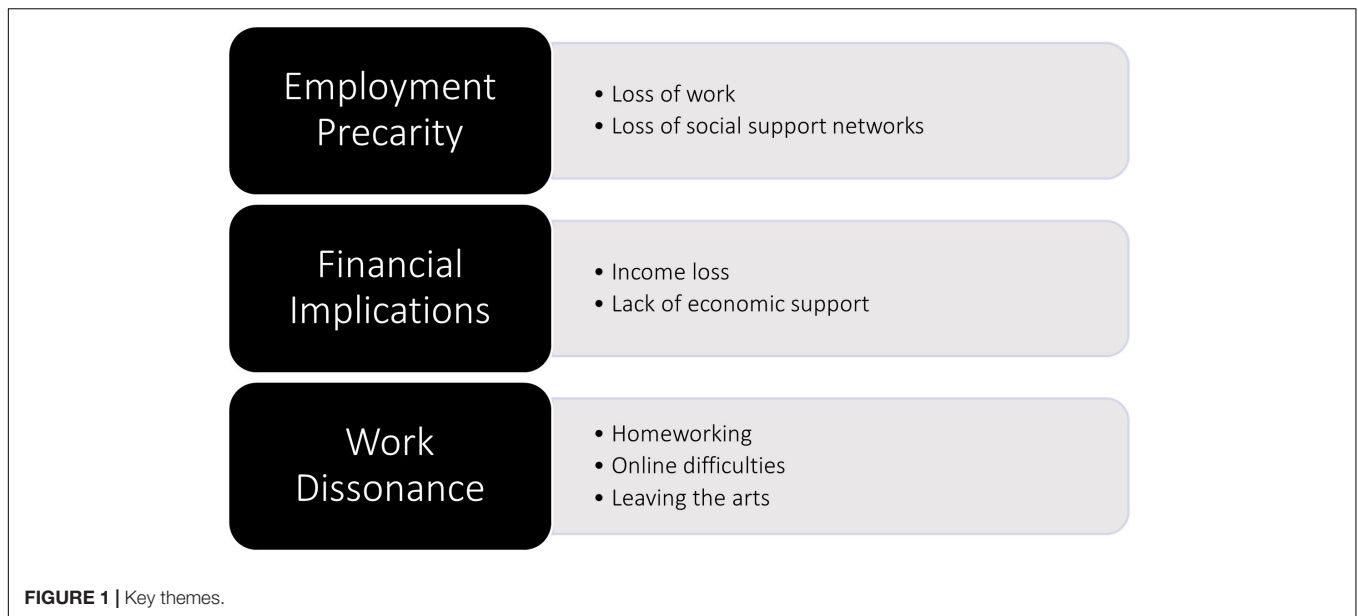 Employment
Precarity
• Loss of work
• Loss of social support networks
Financial
Implications
• Income loss
• Lack of economic support
Work
Dissonance
• Homeworking
• Online difficulties
• Leaving the arts
FIGURE 1 | Key themes.